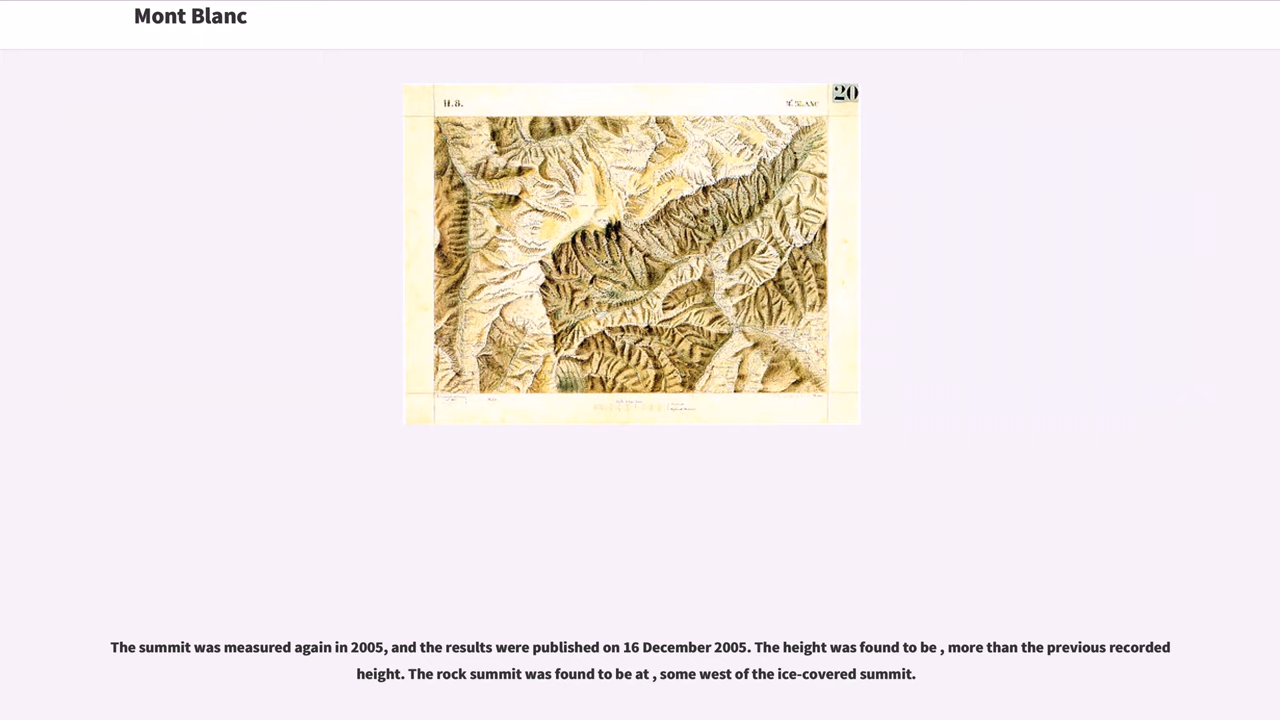 Mont Blanc
20
H.8.
The summit was measured again in 2005, and the results were published on 16 December 2005. The height was found to be , more than the previous recorded
height. The rock summit was found to be at , some west of the ice-covered summit.